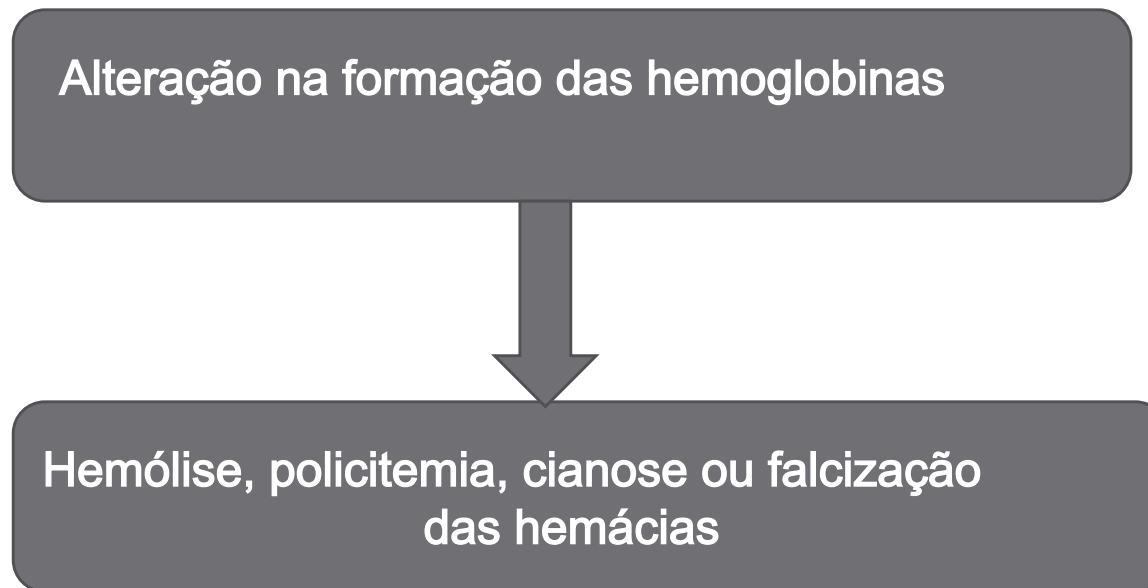 Alteração na formação das hemoglobinas
Hemólise, policitemia, cianose ou falcização
das hemácias